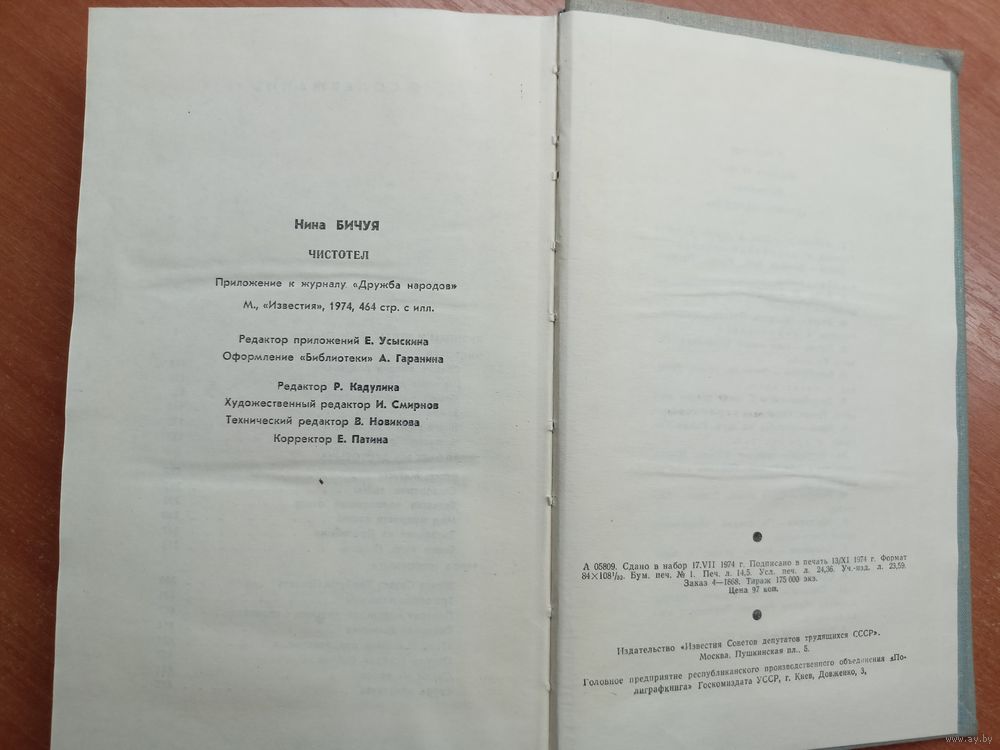 Нина БИЧУЯ
ЧИСТОТЕЛ
Приложение к журналу «Дружба народов»
М., «Известия», 1974, 464 стр. с илл.
Редактор приложений Е. Усыскина
Оформление «Библиотеки» А. Гаранина
Редактор Р. Кадулина
Художественный редактор И. Смирнов
Технический редактор В. Новикова
Корректор Е. Патина
А 05809. Сдано в набор 17.VII 1974 г. Подписано в печать 13/XI 1974 г. Формат
84×108¹/₃₂. Бум. печ. № 1. Печ. л. 14,5. Усл. печ. л. 24,36. Уч.-изд. л. 23,59.
Заказ 4—1868. Тираж 175 000 экз.
Цена 97 коп.
Издательство «Известия Советов депутатов трудящихся СССР».
Москва. Пушкинская пл., 5.
Головное предприятие республиканского производственного объединения «По-
лиграфкнига» Госкомиздата УССР, г. Киев, Довженко, 3,
www.ay.by